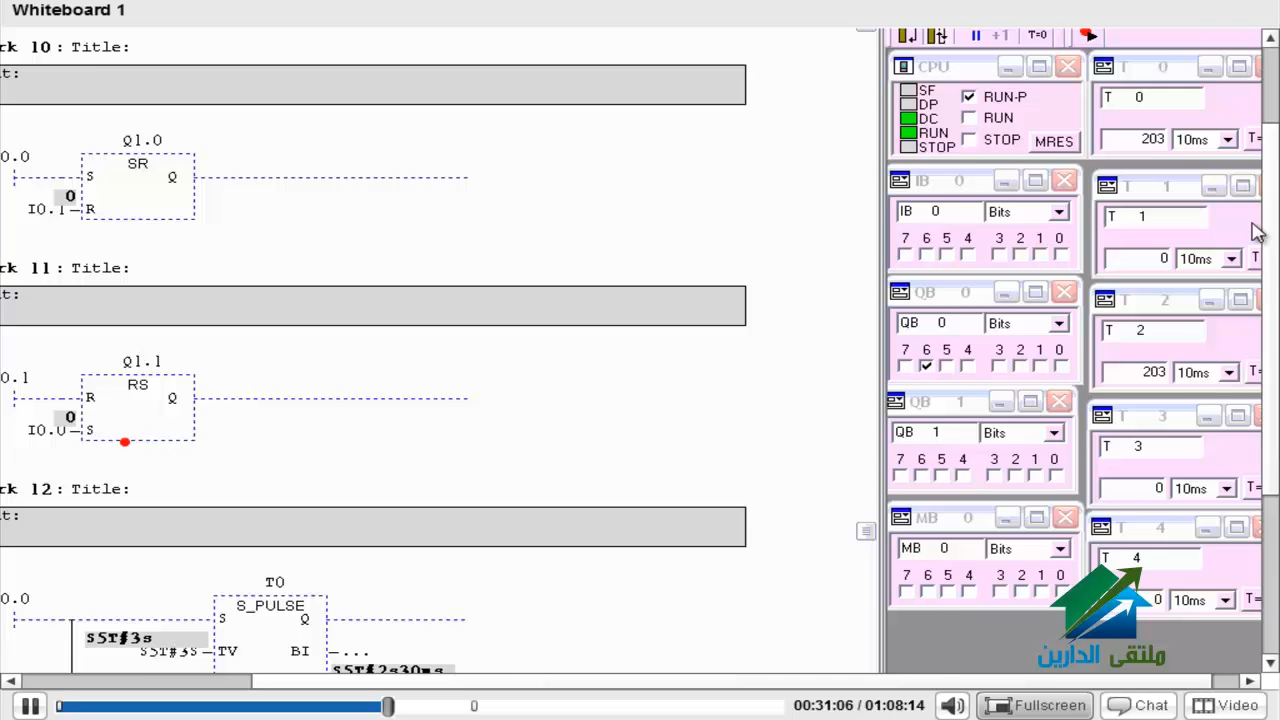 Whiteboard 1
rk 10 : Title:
t:
Q1.0
0.0
SR
S Q
0
I0.1 R
rk 11 : Title:
t:
Q1.1
0.1
RS
R Q
0
I0.0 S
rk 12 : Title:
t:
T0
0.0
S_PULSE
S Q
S5T#3s
S5T#3s TV BI ...
S5T#2s30ms
+1 T=0
CPU
SF
DP
DC
RUN
STOP
RUN-P
RUN
STOP
MRES
IB 0
IB 0 Bits
7 6 5 4 3 2 1 0
QB 0
QB 0 Bits
7 6 5 4 3 2 1 0
QB 1
QB 1 Bits
7 6 5 4 3 2 1 0
MB 0
MB 0 Bits
7 6 5 4 3 2 1 0
T 0
T 0
203 10ms T=
T 1
T 1
0 10ms T
T 2
T 2
203 10ms T=
T 3
T 3
0 10ms T=
T 4
T 4
0 10ms T=
ملتقى الدارين
0
00:31:06 / 01:08:14
Fullscreen
Chat
Video